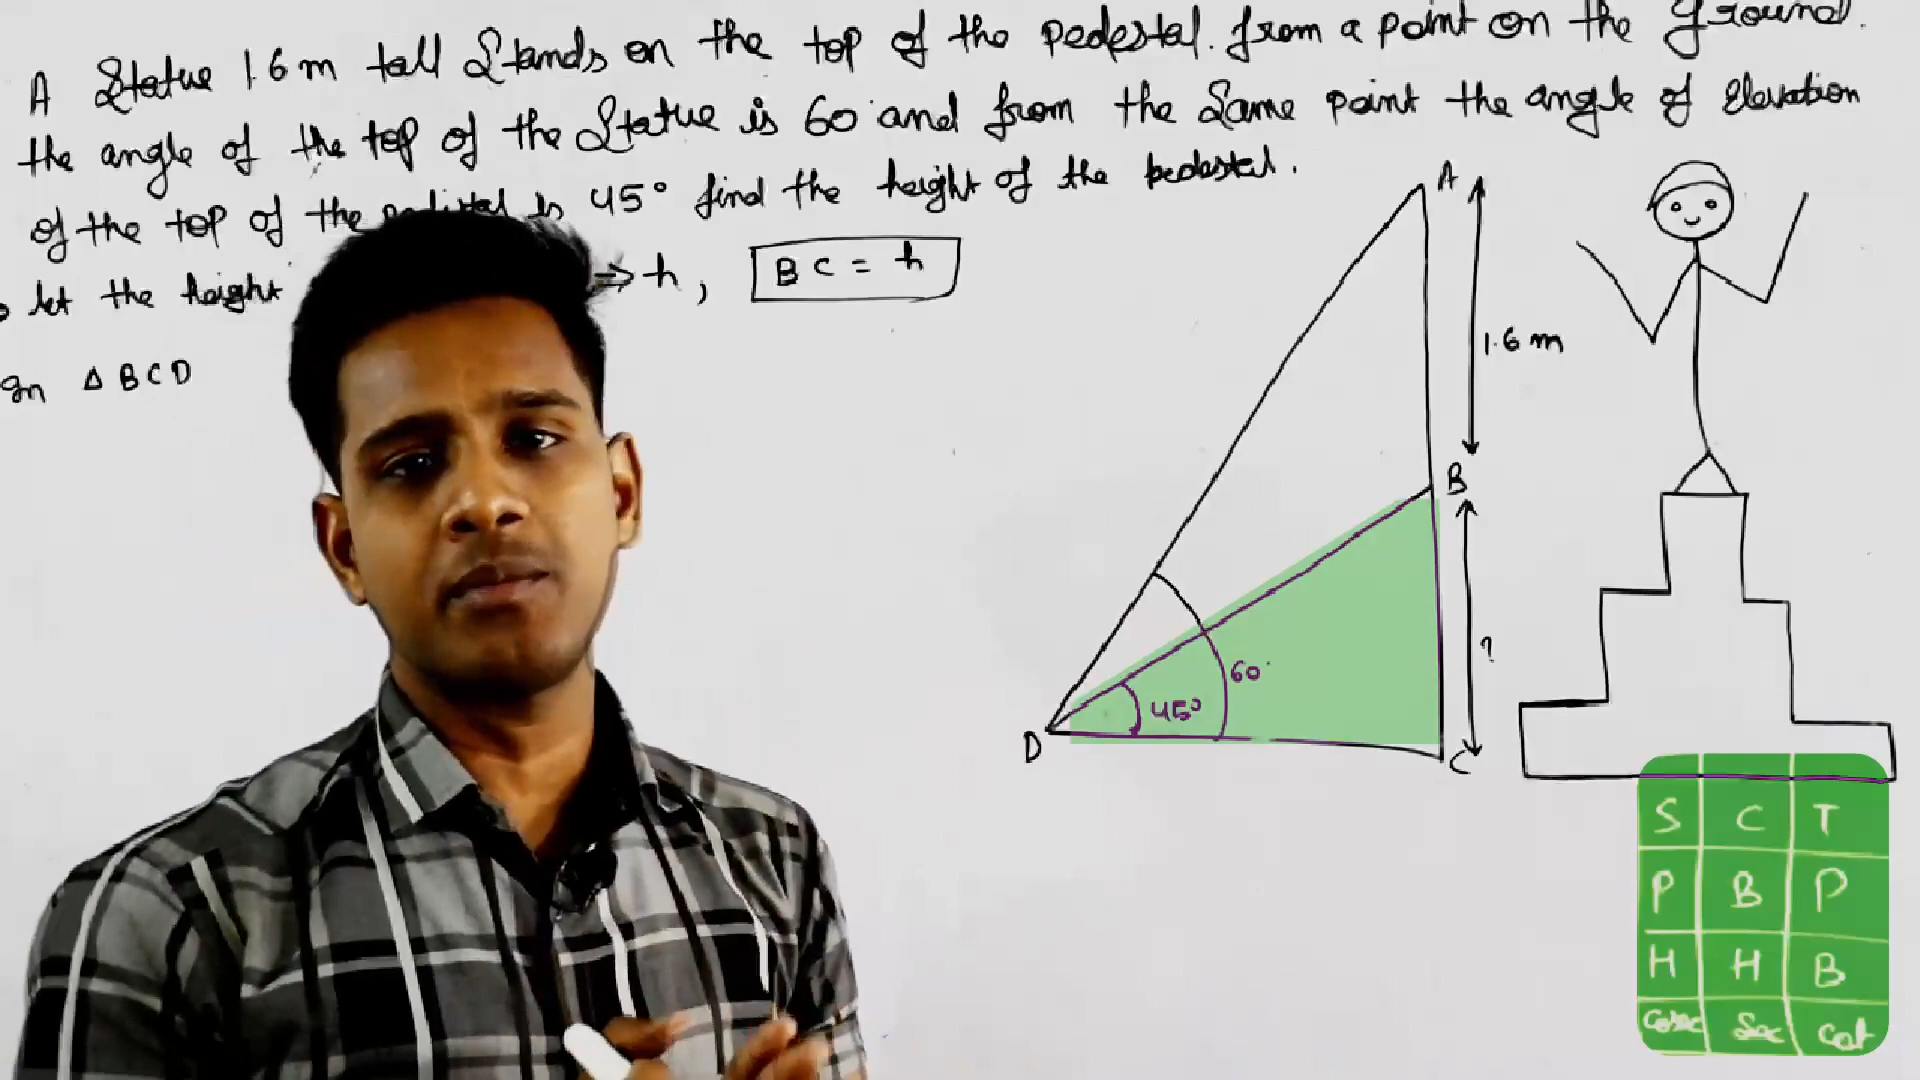 A Statue 1.6 m tall Stands on the top of the pedestal. from a point on the ground.
the angle of the top of the Statue is 60° and from the Same point the angle of Elevation
of the top of the is 45° find the height of the pedestal.
let the height => h, BC = h
In Δ BCD
A
1.6 m
B
?
60°
45°
D
C
S C T
P B P
H H B
Cosec Sec Cot